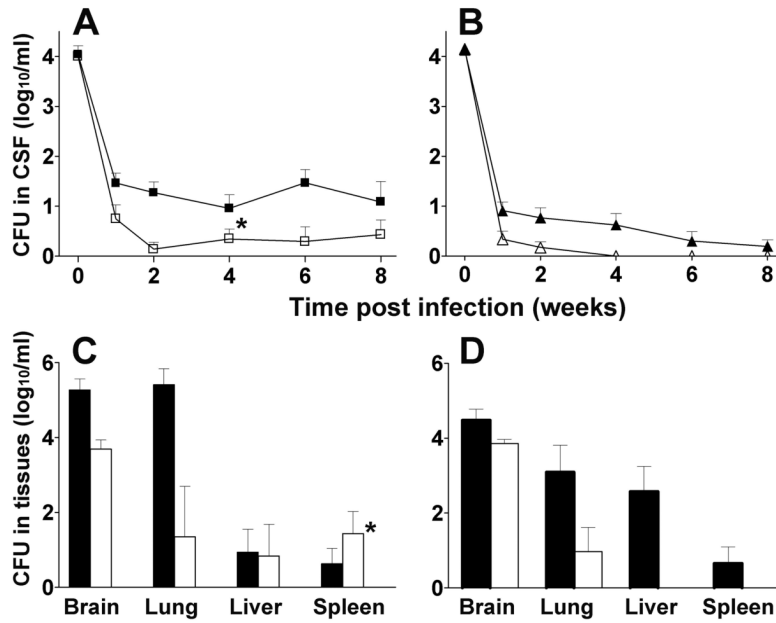 A
B
CFU in CSF (log10/ml)
4
3
2
1
0
*
0 2 4 6 8
4
3
2
1
0
0 2 4 6 8
Time post infection (weeks)
C
D
CFU in tissues (log10/ml)
6
4
2
0
*
Brain Lung Liver Spleen
6
4
2
0
Brain Lung Liver Spleen